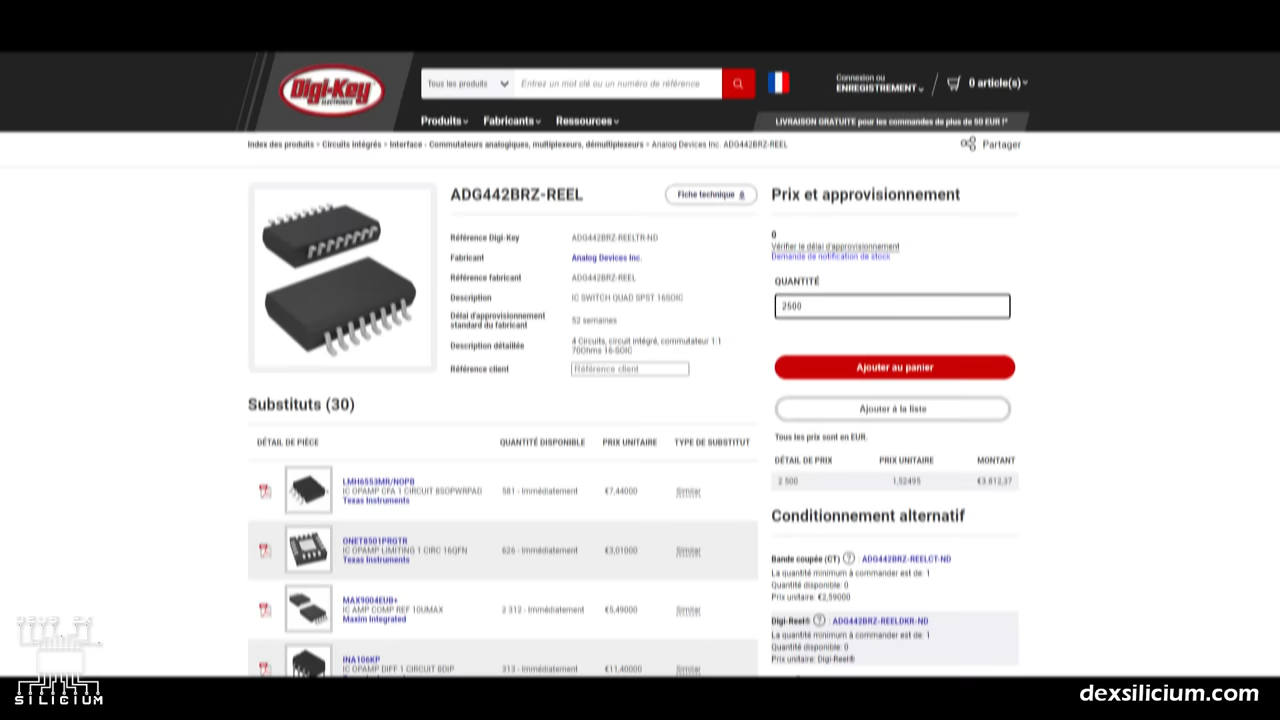 Digi-Key
ELECTRONICS
Tous les produits
Entrez un mot clé ou un numéro de référence
Connexion ou
ENREGISTREMENT
0 article(s)
Produits
Fabricants
Ressources
LIVRAISON GRATUITE pour les commandes de plus de 50 EUR !*
Index des produits > Circuits intégrés > Interface - Commutateurs analogiques, multiplexeurs, démultiplexeurs > Analog Devices Inc. ADG442BRZ-REEL
Partager
ADG442BRZ-REEL
Fiche technique
Référence Digi-Key ADG442BRZ-REELTR-ND
Fabricant Analog Devices Inc.
Référence fabricant ADG442BRZ-REEL
Description IC SWITCH QUAD SPST 16SOIC
Délai d'approvisionnement
standard du fabricant
52 semaines
Description détaillée
4 Circuits, circuit intégré, commutateur 1:1
70Ohms 16-SOIC
Référence client Référence client
Prix et approvisionnement
0
Vérifier le délai d'approvisionnement
Demande de notification de stock
QUANTITÉ
2500
Ajouter au panier
Ajouter à la liste
Tous les prix sont en EUR.
DÉTAIL DE PRIX PRIX UNITAIRE MONTANT
2 500 1,52495 €3.812,37
Conditionnement alternatif
Bande coupée (CT) ? : ADG442BRZ-REELCT-ND
La quantité minimum à commander est de: 1
Quantité disponible: 0
Prix unitaire: €2,59000
Digi-Reel® ? : ADG442BRZ-REELDKR-ND
La quantité minimum à commander est de: 1
Quantité disponible: 0
Prix unitaire: Digi-Reel®
Substituts (30)
DÉTAIL DE PIÈCE QUANTITÉ DISPONIBLE PRIX UNITAIRE TYPE DE SUBSTITUT
LMH6553MR/NOPB
IC OPAMP CFA 1 CIRCUIT 8SOPWRPAD
Texas Instruments
581 - Immédiatement €7,44000 Similar
ONET8501PRGTR
IC OPAMP LIMITING 1 CIRC 16QFN
Texas Instruments
626 - Immédiatement €3,01000 Similar
MAX9004EUB+
IC AMP COMP REF 10UMAX
Maxim Integrated
2 312 - Immédiatement €5,49000 Similar
INA106KP
IC OPAMP DIFF 1 CIRCUIT 8DIP
313 - Immédiatement €11,40000 Similar
SILICIUM
dexsilicium.com